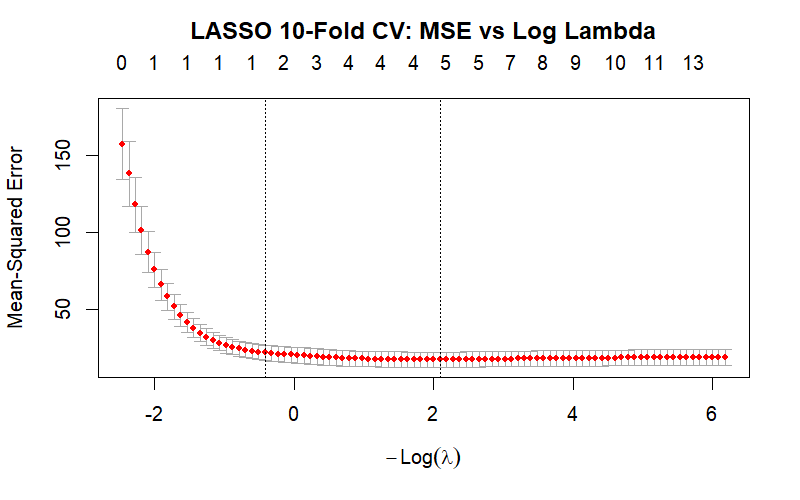 LASSO 10-Fold CV: MSE vs Log Lambda
0 1 1 1 1 2 3 4 4 4 5 5 7 8 9 10 11 13
Mean-Squared Error
150
100
50
-2 0 2 4 6
−Log(λ)